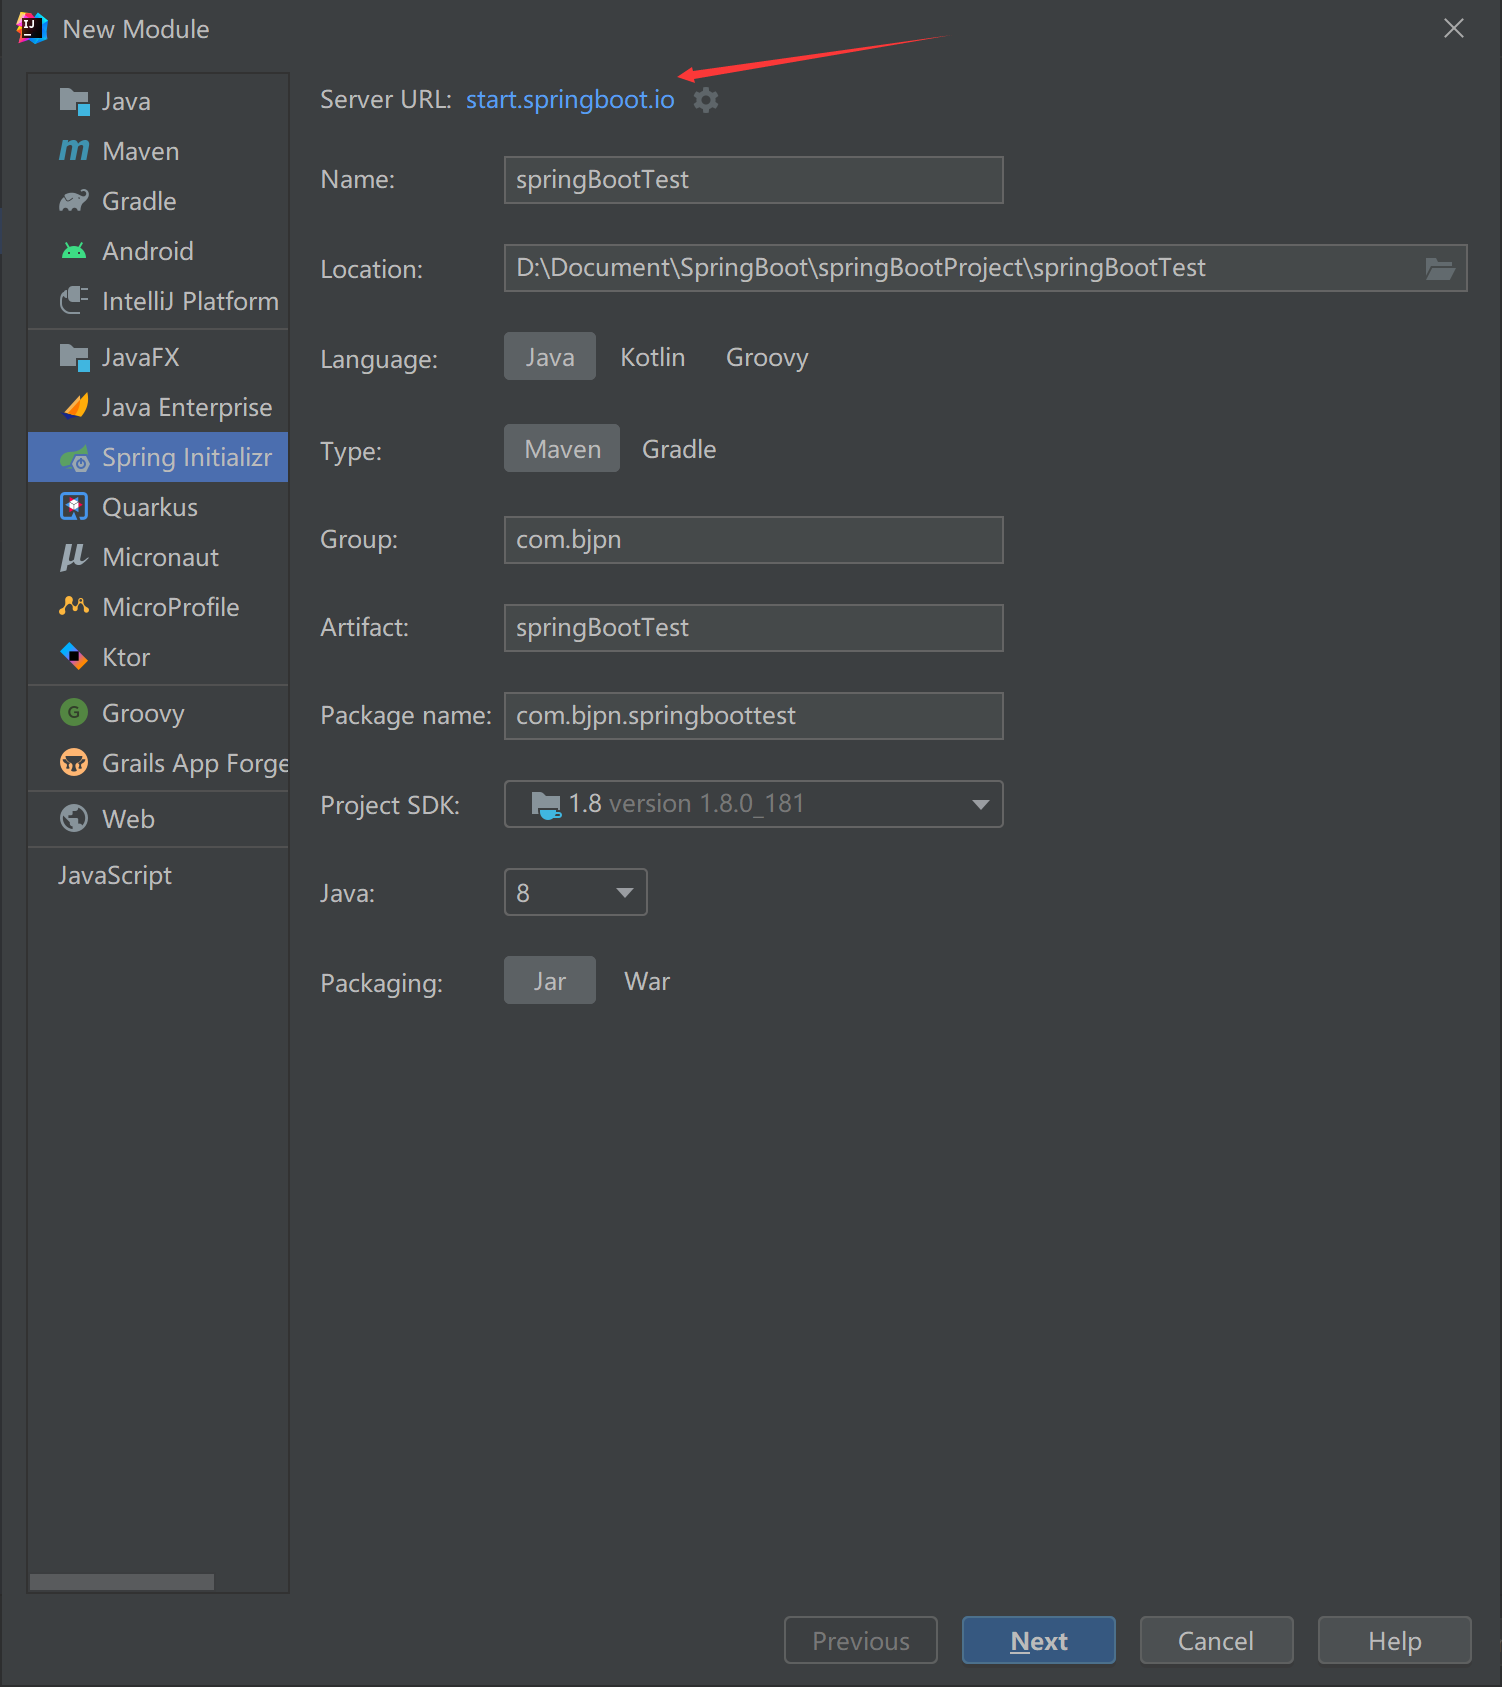 New Module
Java
Maven
Gradle
Android
IntelliJ Platform
JavaFX
Java Enterprise
Spring Initializr
Quarkus
Micronaut
MicroProfile
Ktor
Groovy
Grails App Forge
Web
JavaScript
Server URL: start.springboot.io
Name: springBootTest
Location: D:\Document\SpringBoot\springBootProject\springBootTest
Language: Java Kotlin Groovy
Type: Maven Gradle
Group: com.bjpn
Artifact: springBootTest
Package name: com.bjpn.springboottest
Project SDK: 1.8 version 1.8.0_181
Java: 8
Packaging: Jar War
Previous Next Cancel Help